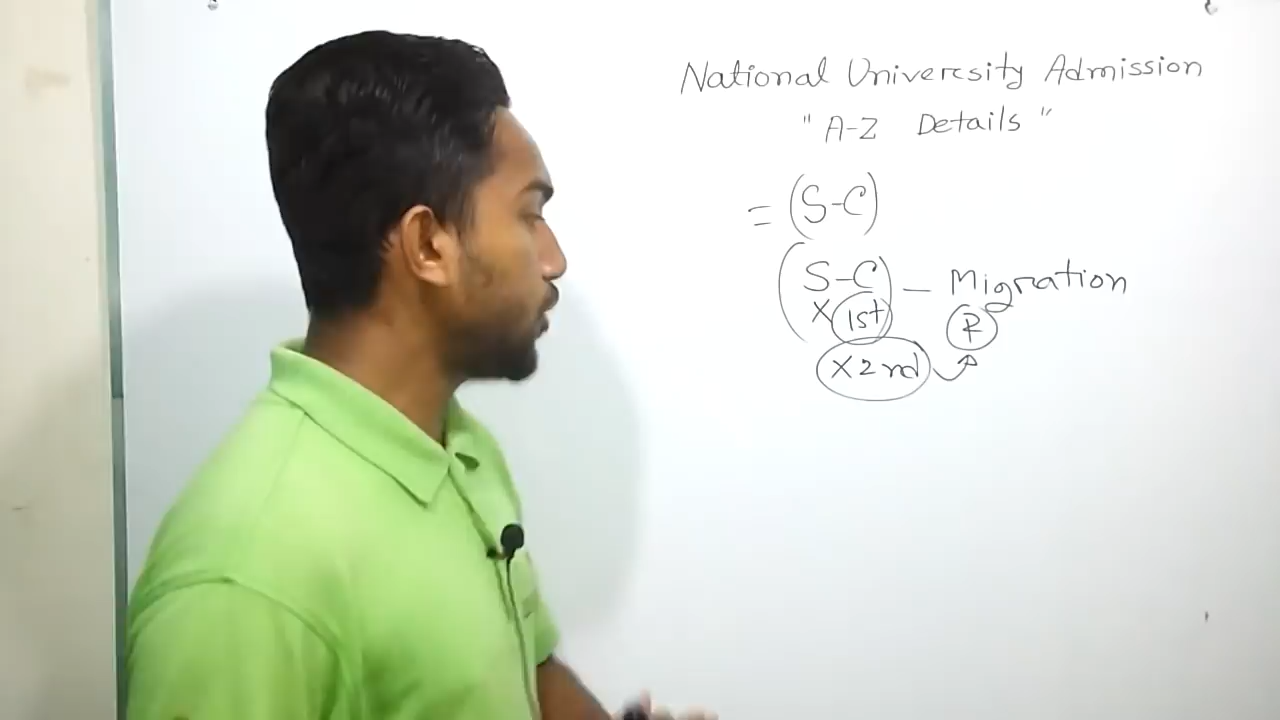 National University Admission
" A-Z Details "
= (S-C)
(S-C) - Migration
X 1st R
X 2nd